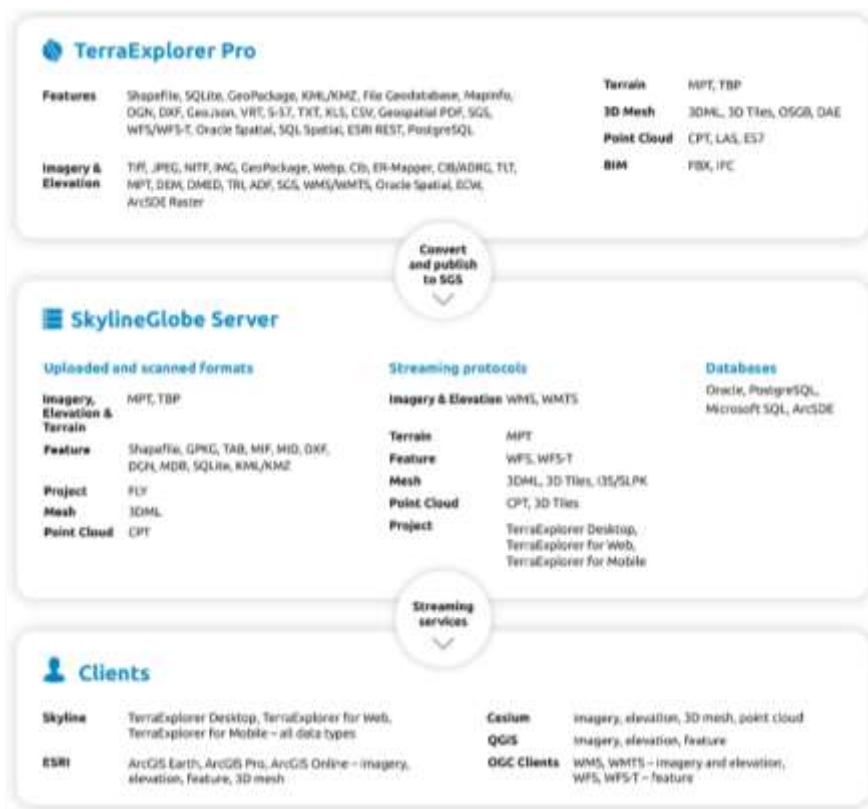 TerraExplorer Pro
Features
Shapefile, SQLite, GeoPackage, KML/KMZ, File Geodatabase, MapInfo,
DGN, DXF, GeoJson, VRT, S-57, TXT, XLS, CSV, Geospatial PDF, SGS,
WFS/WFS-T, Oracle Spatial, SQL Spatial, ESRI REST, PostgreSQL
Imagery &
Elevation
Tiff, JPEG, NITF, IMG, GeoPackage, Webp, ER-Mapper, CIB/ADRG,
MPT, DEM, ADF, SGS, WMS/WMTS, Oracle Spatial, ECW,
ArcSDE Raster
Terrain MPT, TBP
3D Mesh 3DML, 3D Tiles, OSGB, DAE
Point Cloud CPT, LAS, E57
BIM FBX, IFC
Convert
and publish
to SGS
SkylineGlobe Server
Uploaded and scanned formats
Imagery,
Elevation &
Terrain
MPT, TBP
Feature
Shapefile, GPKG, TAB, MIF, MID, DXF,
DGN, MDB, SQLite, KML/KMZ
Project FLY
Mesh 3DML
Point Cloud CPT
Streaming protocols
Imagery & Elevation WMS, WMTS
Terrain MPT
Feature WFS, WFS-T
Mesh 3DML, 3D Tiles, I3S/SLPK
Point Cloud CPT, 3D Tiles
Project TerraExplorer Desktop,
TerraExplorer for Web,
TerraExplorer for Mobile
Databases
Oracle, PostgreSQL,
Microsoft SQL, ArcSDE
Streaming
services
Clients
Skyline TerraExplorer Desktop, TerraExplorer for Web,
TerraExplorer for Mobile – all data types
ESRI ArcGIS Earth, ArcGIS Pro, ArcGIS Online – imagery,
elevation, feature, 3D mesh
Cesium imagery, elevation, 3D mesh, point cloud
QGIS imagery, elevation, feature
OGC Clients WMS, WMTS – imagery and elevation,
WFS, WFS-T – feature